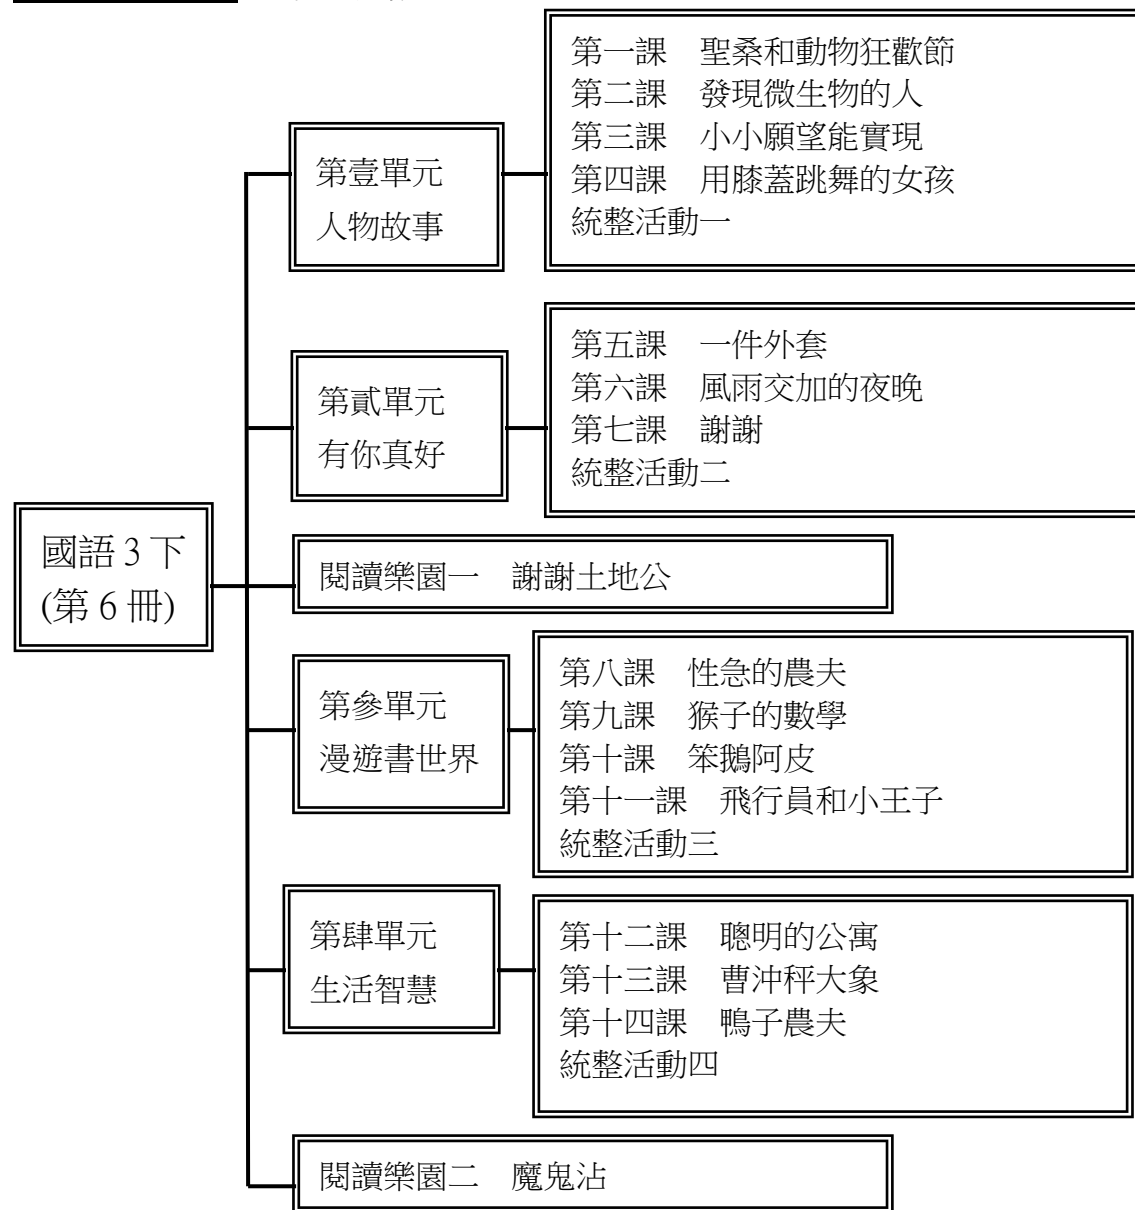 國語 3 下
(第 6 冊)
第壹單元
人物故事
第一課　聖桑和動物狂歡節
第二課　發現微生物的人
第三課　小小願望能實現
第四課　用膝蓋跳舞的女孩
統整活動一
第貳單元
有你真好
第五課　一件外套
第六課　風雨交加的夜晚
第七課　謝謝
統整活動二
閱讀樂園一　謝謝土地公
第參單元
漫遊書世界
第八課　性急的農夫
第九課　猴子的數學
第十課　笨鵝阿皮
第十一課　飛行員和小王子
統整活動三
第肆單元
生活智慧
第十二課　聰明的公寓
第十三課　曹沖秤大象
第十四課　鴨子農夫
統整活動四
閱讀樂園二　魔鬼沾